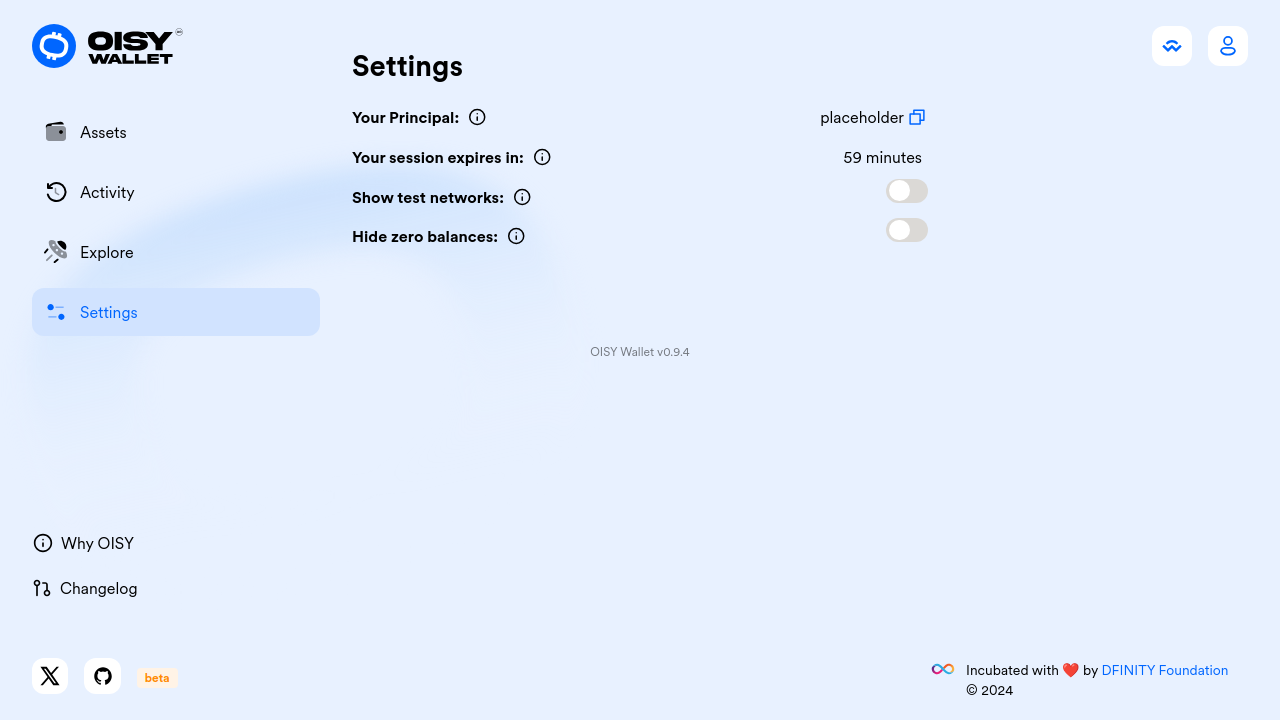 OISY
WALLET
Settings
Assets
Activity
Explore
Settings
Your Principal:
placeholder
Your session expires in:
59 minutes
Show test networks:
Hide zero balances:
OISY Wallet v0.9.4
Why OISY
Changelog
beta
Incubated with ❤️ by DFINITY Foundation
© 2024